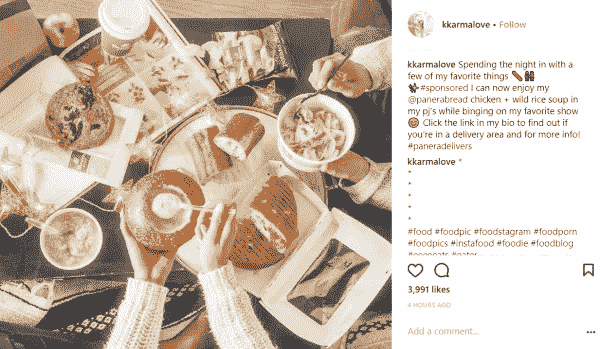 kkarmalove • Follow
kkarmalove Spending the night in with a
few of my favorite things
#sponsored I can now enjoy my
@panerabread chicken + wild rice soup in
my pj's while binging on my favorite show
Click the link in my bio to find out if
you're in a delivery area and for more info!
#paneradelivers
kkarmalove *
*
*
*
*
*
#food #foodpic #foodstagram #foodporn
#foodpics #instafood #foodie #foodblog
3,991 likes
4 HOURS AGO
Add a comment...